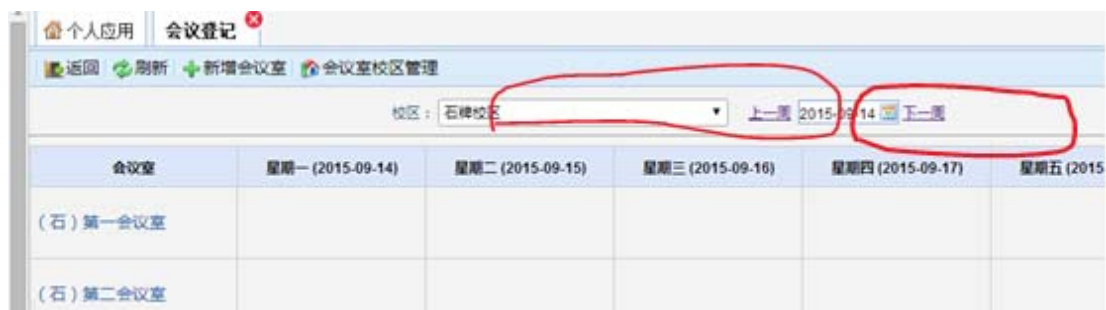 个人应用 会议登记
返回 刷新 新增会议室 会议室校区管理
校区： 石牌校区 上一周 2015-09-14 下一周
会议室 星期一 (2015-09-14) 星期二 (2015-09-15) 星期三 (2015-09-16) 星期四 (2015-09-17) 星期五 (2015
(石) 第一会议室
(石) 第二会议室